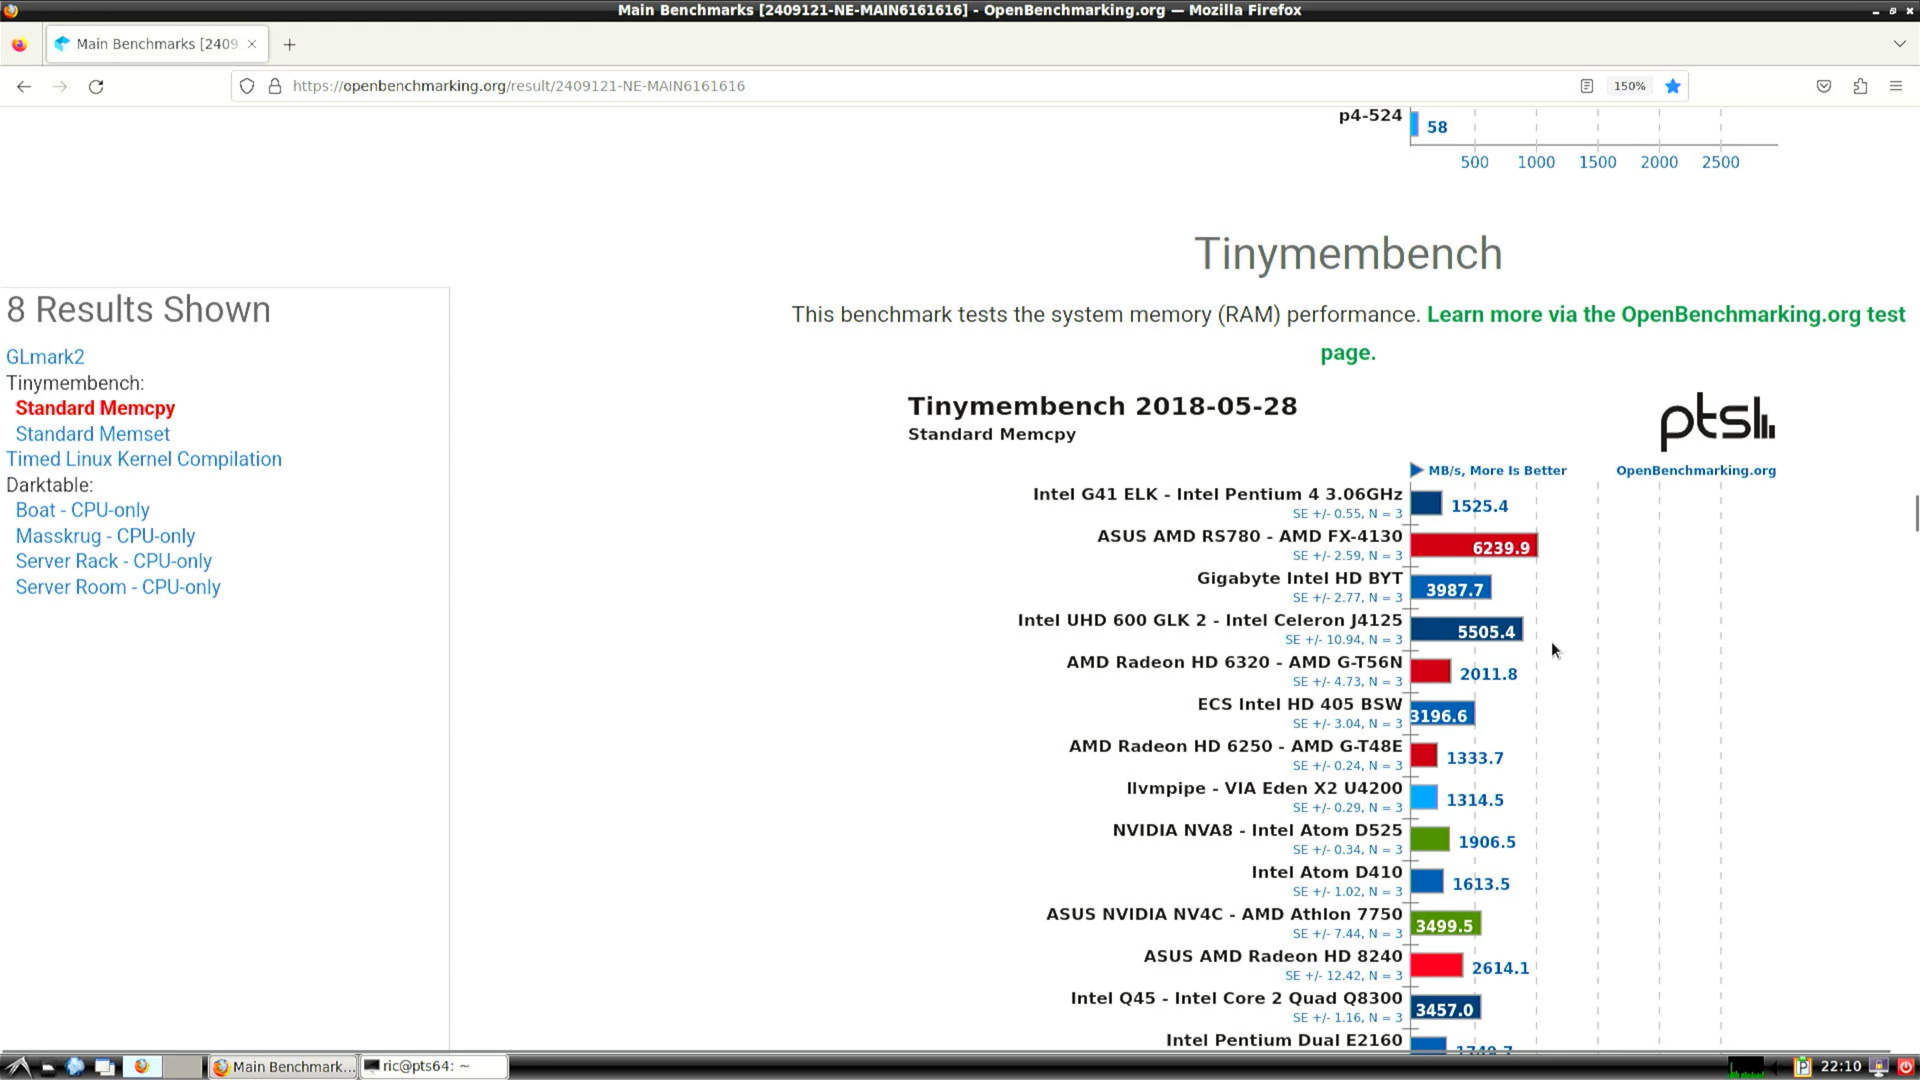 Main Benchmarks [2409121-NE-MAIN6161616] - OpenBenchmarking.org — Mozilla Firefox
Main Benchmarks [2409
https://openbenchmarking.org/result/2409121-NE-MAIN6161616
150%
p4-524
58
500 1000 1500 2000 2500
Tinymembench
This benchmark tests the system memory (RAM) performance. Learn more via the OpenBenchmarking.org test
page.
8 Results Shown
GLmark2
Tinymembench:
Standard Memcpy
Standard Memset
Timed Linux Kernel Compilation
Darktable:
Boat - CPU-only
Masskrug - CPU-only
Server Rack - CPU-only
Server Room - CPU-only
Tinymembench 2018-05-28
Standard Memcpy
pts
MB/s, More Is Better
OpenBenchmarking.org
Intel G41 ELK - Intel Pentium 4 3.06GHz
SE +/- 0.55, N = 3
1525.4
ASUS AMD RS780 - AMD FX-4130
SE +/- 2.59, N = 3
6239.9
Gigabyte Intel HD BYT
SE +/- 2.77, N = 3
3987.7
Intel UHD 600 GLK 2 - Intel Celeron J4125
SE +/- 10.94, N = 3
5505.4
AMD Radeon HD 6320 - AMD G-T56N
SE +/- 4.73, N = 3
2011.8
ECS Intel HD 405 BSW
SE +/- 3.04, N = 3
3196.6
AMD Radeon HD 6250 - AMD G-T48E
SE +/- 0.24, N = 3
1333.7
llvmpipe - VIA Eden X2 U4200
SE +/- 0.29, N = 3
1314.5
NVIDIA NVA8 - Intel Atom D525
SE +/- 0.34, N = 3
1906.5
Intel Atom D410
SE +/- 1.02, N = 3
1613.5
ASUS NVIDIA NV4C - AMD Athlon 7750
SE +/- 7.44, N = 3
3499.5
ASUS AMD Radeon HD 8240
SE +/- 12.42, N = 3
2614.1
Intel Q45 - Intel Core 2 Quad Q8300
SE +/- 1.16, N = 3
3457.0
Intel Pentium Dual E2160
Main Benchmark...
ric@pts64: ~
22:10